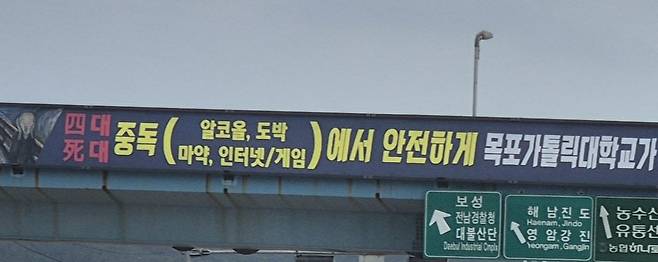 四대
死대
중독(알코올, 도박
마약, 인터넷/게임)에서 안전하게 목포가톨릭대학교가
보성
전남경찰청
대불산단
Daebul Industrial Cmplx
해남 진도
Haenam, Jindo
영암 강진
Yeongam, Gangjin
농수산
유통센
농협 하나로